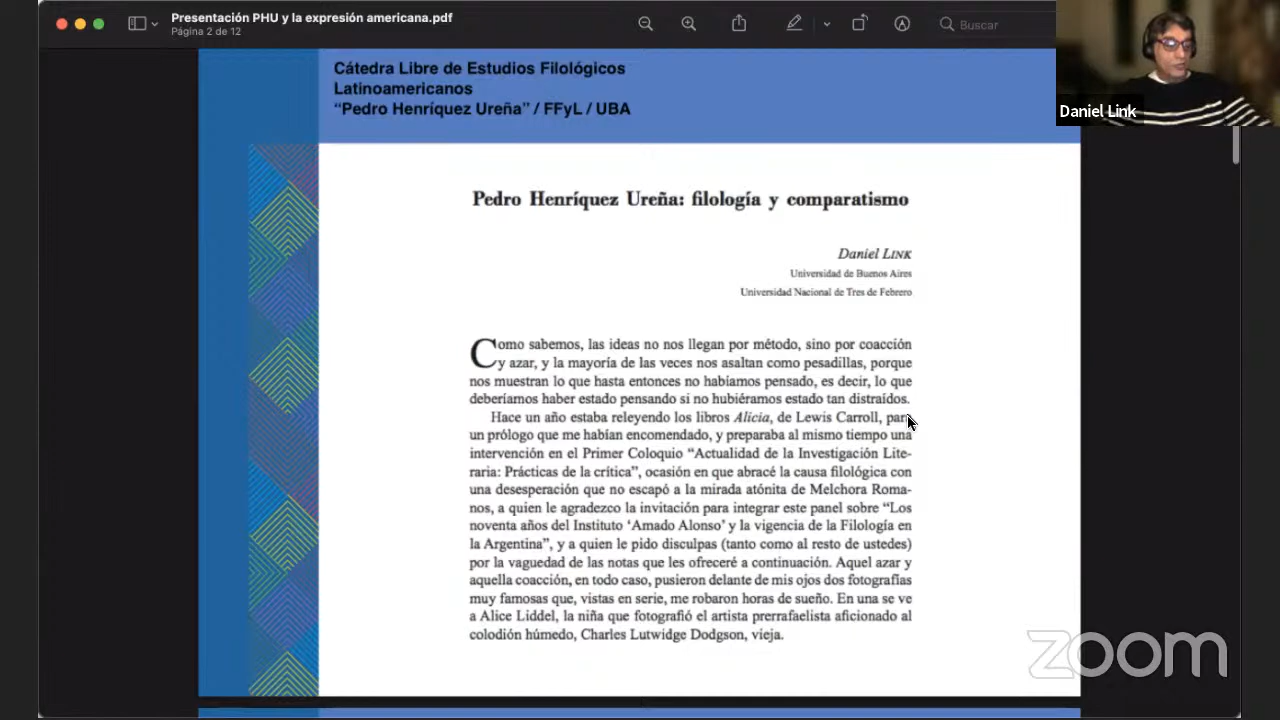 Presentación PHU y la expresión americana.pdf
Página 2 de 12
Buscar
Daniel Link
Cátedra Libre de Estudios Filológicos
Latinoamericanos
“Pedro Henríquez Ureña” / FFyL / UBA
Pedro Henríquez Ureña: filología y comparatismo
Daniel LINK
Universidad de Buenos Aires
Universidad Nacional de Tres de Febrero
Como sabemos, las ideas no nos llegan por método, sino por coacción
y azar, y la mayoría de las veces nos asaltan como pesadillas, porque
nos muestran lo que hasta entonces no habíamos pensado, es decir, lo que
deberíamos haber estado pensando si no hubiéramos estado tan distraídos.
Hace un año estaba releyendo los libros Alicia, de Lewis Carroll, para
un prólogo que me habían encomendado, y preparaba al mismo tiempo una
intervención en el Primer Coloquio “Actualidad de la Investigación Lite-
raria: Prácticas de la crítica”, ocasión en que abracé la causa filológica con
una desesperación que no escapó a la mirada atónita de Melchora Roma-
nos, a quien le agradezco la invitación para integrar este panel sobre “Los
noventa años del Instituto ‘Amado Alonso’ y la vigencia de la Filología en
la Argentina”, y a quien le pido disculpas (tanto como al resto de ustedes)
por la vaguedad de las notas que les ofreceré a continuación. Aquel azar y
aquella coacción, en todo caso, pusieron delante de mis ojos dos fotografías
muy famosas que, vistas en serie, me robaron horas de sueño. En una se ve
a Alice Liddel, la niña que fotografió el artista prerrafaelista aficionado al
colodión húmedo, Charles Lutwidge Dodgson, vieja.
zoom